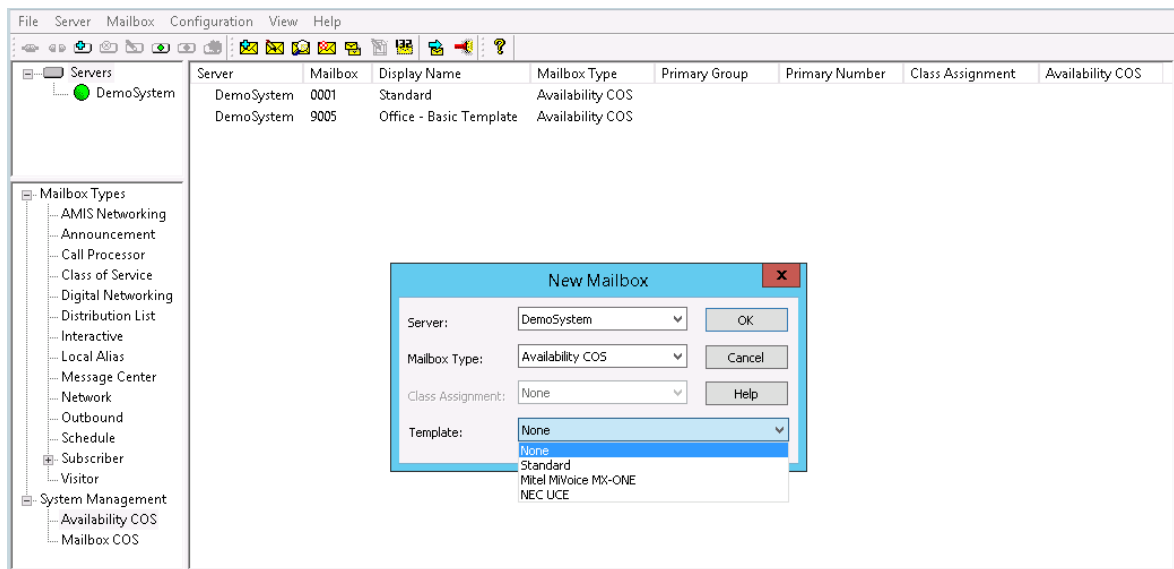 File Server Mailbox Configuration View Help
Servers
DemoSystem
Server Mailbox Display Name Mailbox Type Primary Group Primary Number Class Assignment Availability COS
DemoSystem 0001 Standard Availability COS
DemoSystem 9005 Office - Basic Template Availability COS
Mailbox Types
AMIS Networking
Announcement
Call Processor
Class of Service
Digital Networking
Distribution List
Interactive
Local Alias
Message Center
Network
Outbound
Schedule
Subscriber
Visitor
System Management
Availability COS
Mailbox COS
New Mailbox
Server: DemoSystem OK
Mailbox Type: Availability COS Cancel
Class Assignment: None Help
Template: None
None
Standard
Mitel MiVoice MX-ONE
NEC UCE